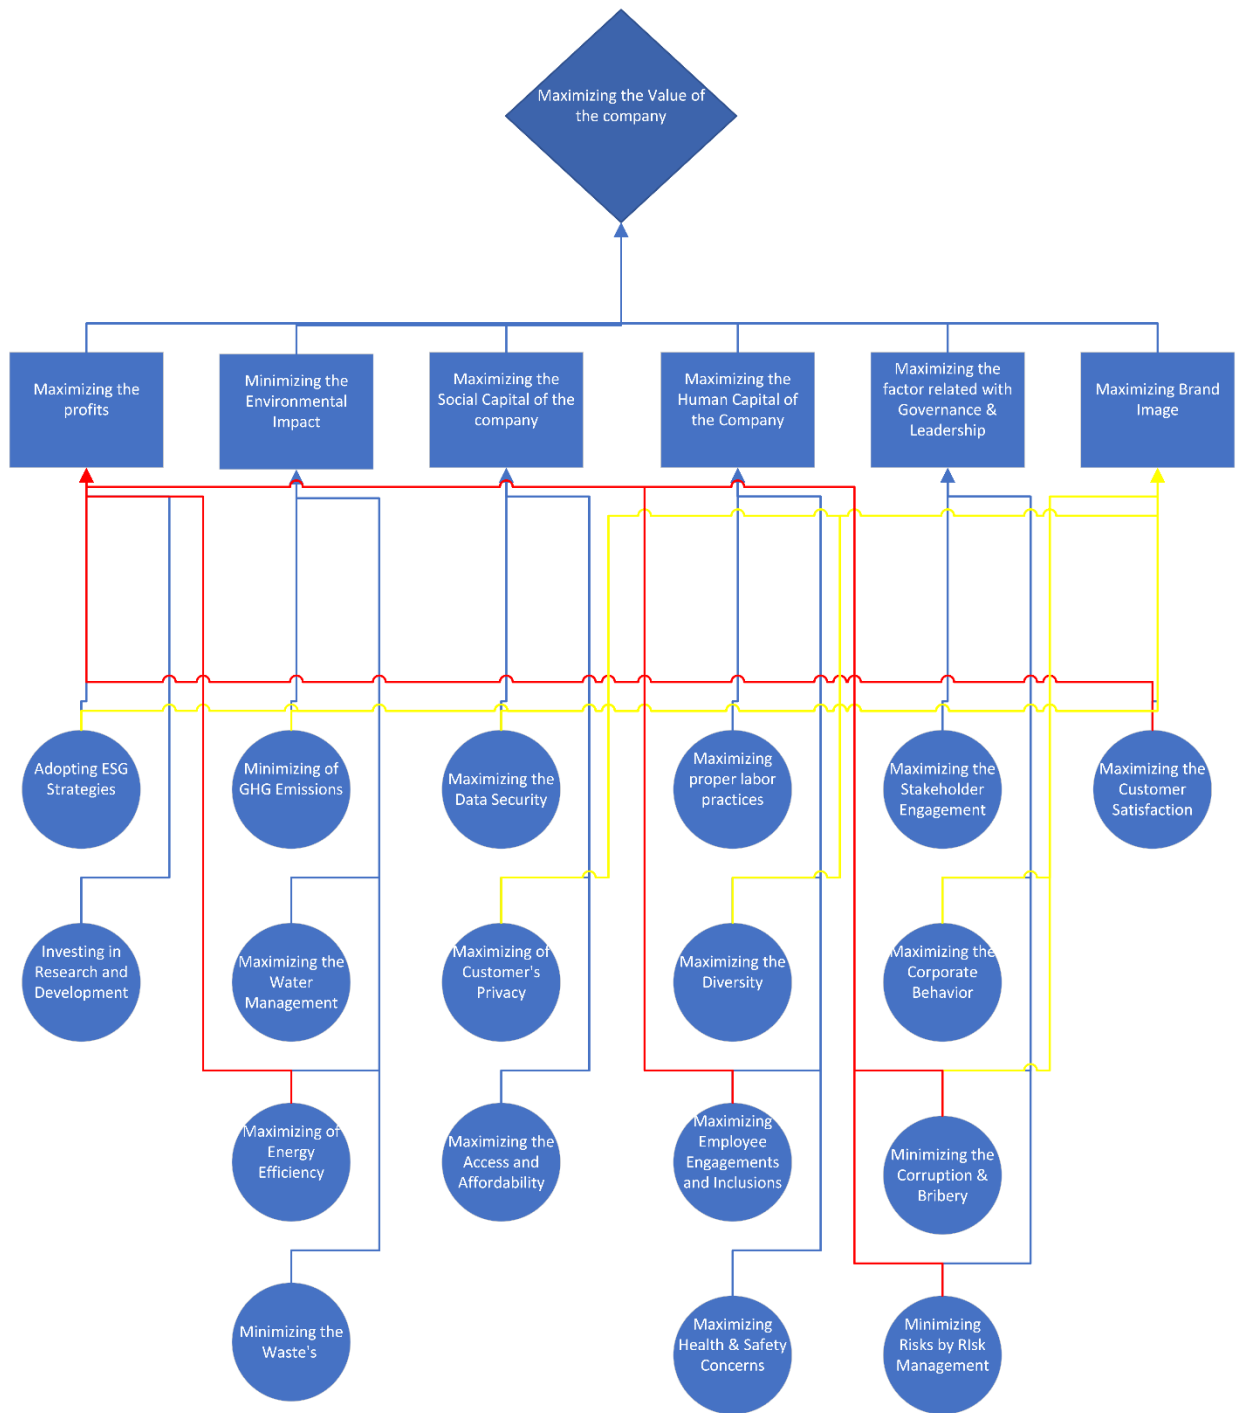 Maximizing the Value of
the company
Maximizing the
profits
Minimizing the
Environmental
Impact
Maximizing the
Social Capital of the
company
Maximizing the
Human Capital of
the Company
Maximizing the
factor related with
Governance &
Leadership
Maximizing Brand
Image
Adopting ESG
Strategies
Minimizing of
GHG Emissions
Maximizing the
Data Security
Maximizing
proper labor
practices
Maximizing the
Stakeholder
Engagement
Maximizing the
Customer
Satisfaction
Investing in
Research and
Development
Maximizing the
Water
Management
Maximizing of
Customer's
Privacy
Maximizing the
Diversity
Maximizing the
Corporate
Behavior
Maximizing of
Energy
Efficiency
Maximizing the
Access and
Affordability
Maximizing
Employee
Engagements
and Inclusions
Minimizing the
Corruption &
Bribery
Minimizing the
Waste's
Maximizing
Health & Safety
Concerns
Minimizing
Risks by RIsk
Management